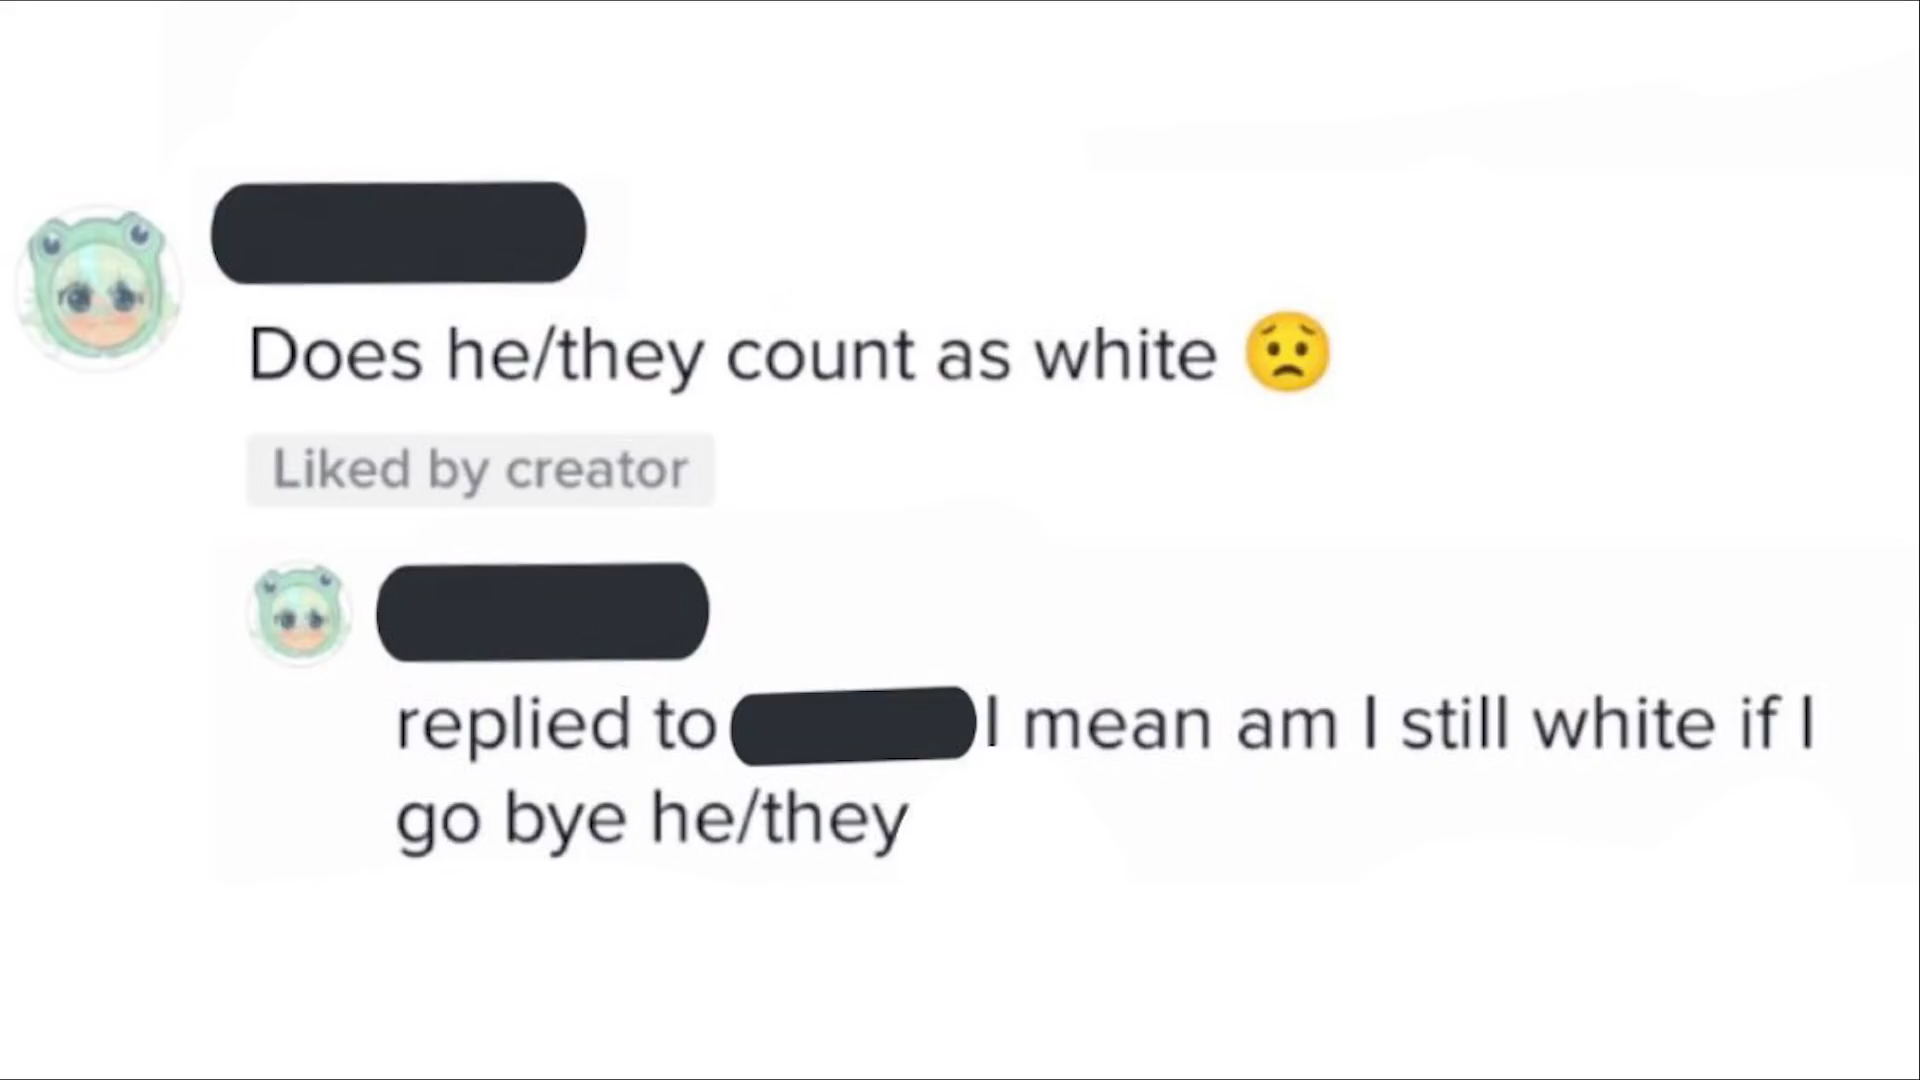 Does he/they count as white 😟
Liked by creator
replied to I mean am I still white if I
go bye he/they